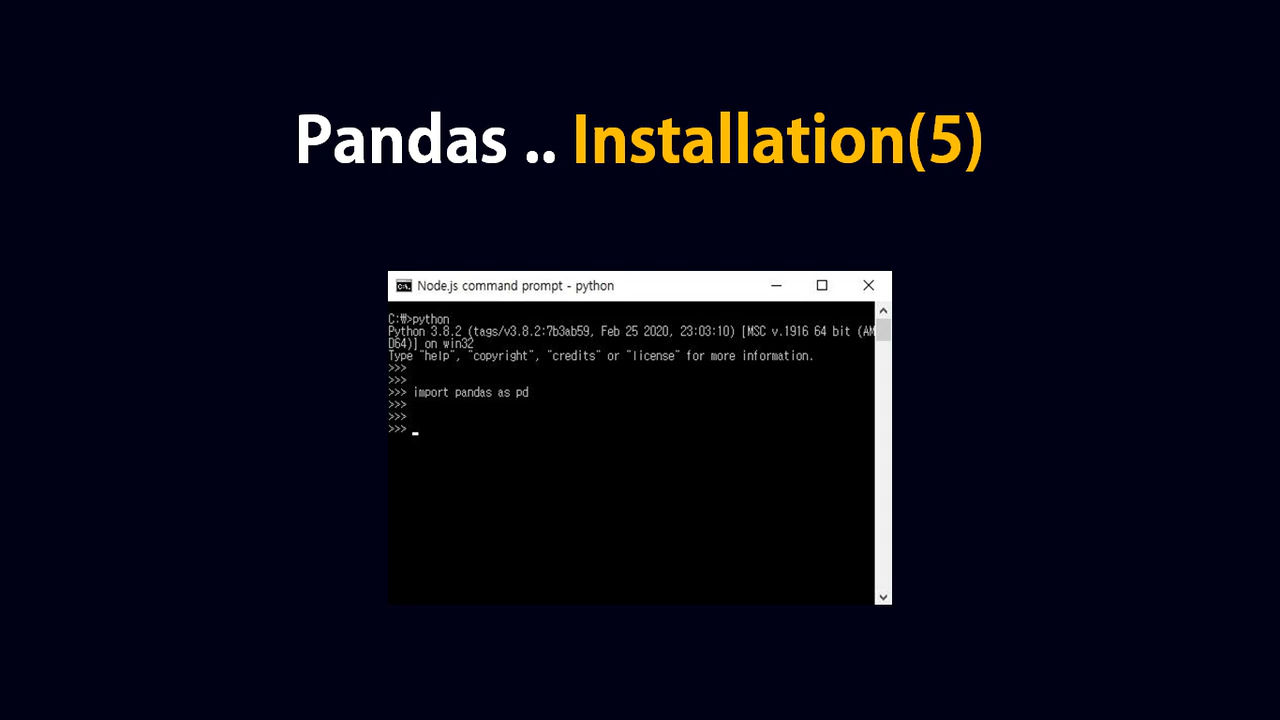 Pandas .. Installation(5)
Node.js command prompt - python
C:₩>python
Python 3.8.2 (tags/v3.8.2:7b3ab59, Feb 25 2020, 23:03:10) [MSC v.1916 64 bit (AM
D64)] on win32
Type "help", "copyright", "credits" or "license" for more information.
>>>
>>>
>>> import pandas as pd
>>>
>>>
>>> _